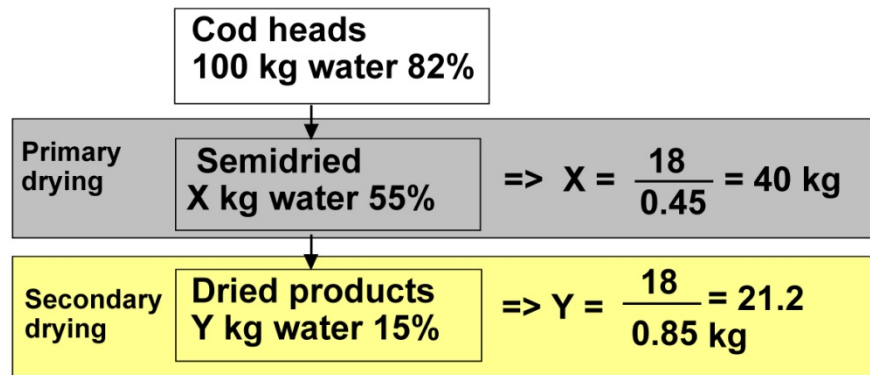 Cod heads
100 kg water 82%
Primary
drying
Semidried
X kg water 55%
=> X = 18/0.45 = 40 kg
Secondary
drying
Dried products
Y kg water 15%
=> Y = 18/0.85 = 21.2
kg